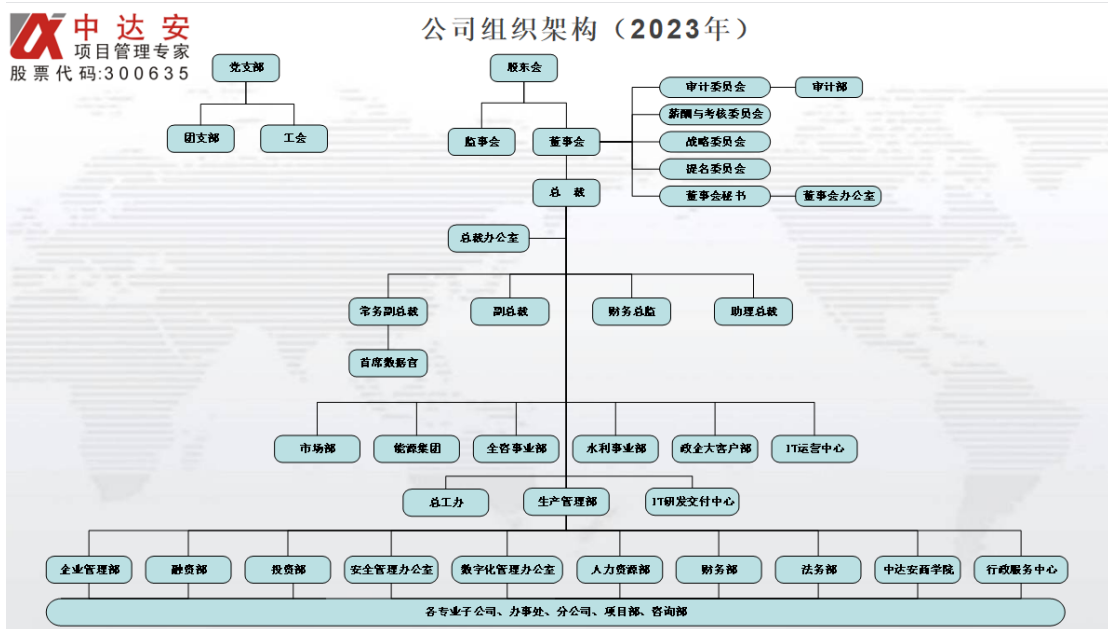 中达安
项目管理专家
股票代码:300635
公司组织架构（2023年）
党支部
股东会
审计委员会
审计部
薪酬与考核委员会
团支部
工会
监事会
董事会
战略委员会
提名委员会
总 裁
董事会秘书
董事会办公室
总裁办公室
常务副总裁
副总裁
财务总监
助理总裁
首席数据官
市场部
能源集团
全咨事业部
水利事业部
政企大客户部
IT运营中心
总工办
生产管理部
IT研发交付中心
企业管理部
融资部
投资部
安全管理办公室
数字化管理办公室
人力资源部
财务部
法务部
中达安商学院
行政服务中心
各专业子公司、办事处、分公司、项目部、咨询部